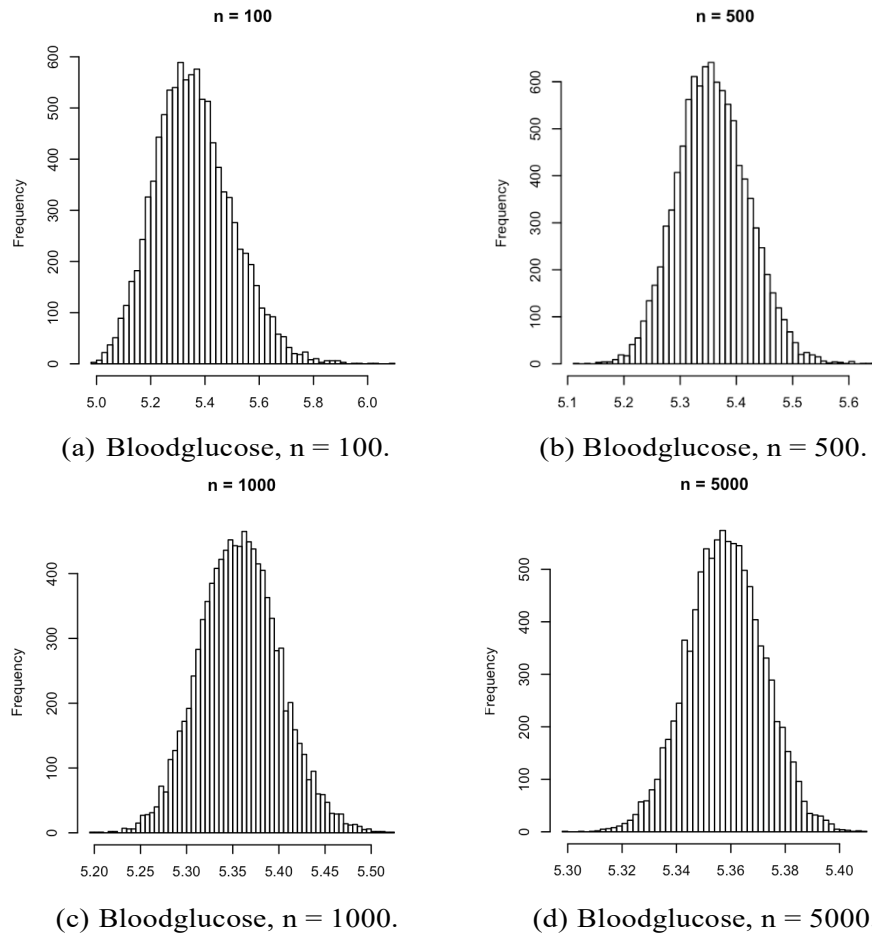 n = 100
Frequency
0 100 200 300 400 500 600
5.0 5.2 5.4 5.6 5.8 6.0
(a) Bloodglucose, n = 100.
n = 500
Frequency
0 100 200 300 400 500 600
5.1 5.2 5.3 5.4 5.5 5.6
(b) Bloodglucose, n = 500.
n = 1000
Frequency
0 100 200 300 400
5.20 5.25 5.30 5.35 5.40 5.45 5.50
(c) Bloodglucose, n = 1000.
n = 5000
Frequency
0 100 200 300 400 500
5.30 5.32 5.34 5.36 5.38 5.40
(d) Bloodglucose, n = 5000